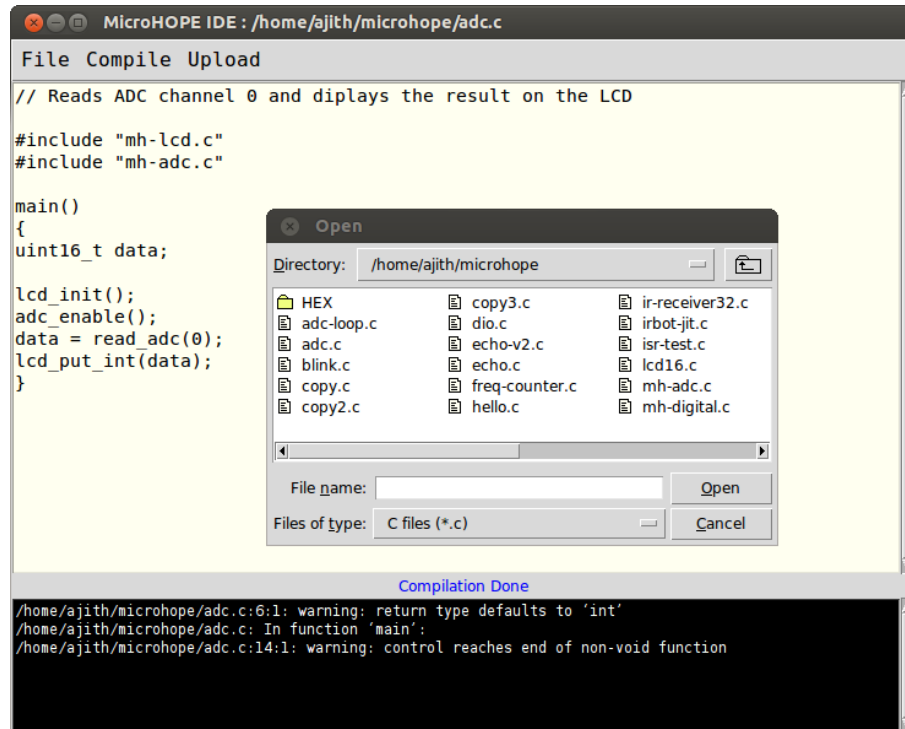 MicroHOPE IDE : /home/ajith/microhope/adc.c
File Compile Upload
// Reads ADC channel 0 and diplays the result on the LCD
#include "mh-lcd.c"
#include "mh-adc.c"
main()
{
uint16_t data;
lcd_init();
adc_enable();
data = read_adc(0);
lcd_put_int(data);
}
Open
Directory: /home/ajith/microhope
HEX copy3.c ir-receiver32.c
adc-loop.c dio.c irbot-jit.c
adc.c echo-v2.c isr-test.c
blink.c echo.c lcd16.c
copy.c freq-counter.c mh-adc.c
copy2.c hello.c mh-digital.c
File name: Open
Files of type: C files (*.c) Cancel
Compilation Done
/home/ajith/microhope/adc.c:6:1: warning: return type defaults to ‘int’
/home/ajith/microhope/adc.c: In function ‘main’:
/home/ajith/microhope/adc.c:14:1: warning: control reaches end of non-void function